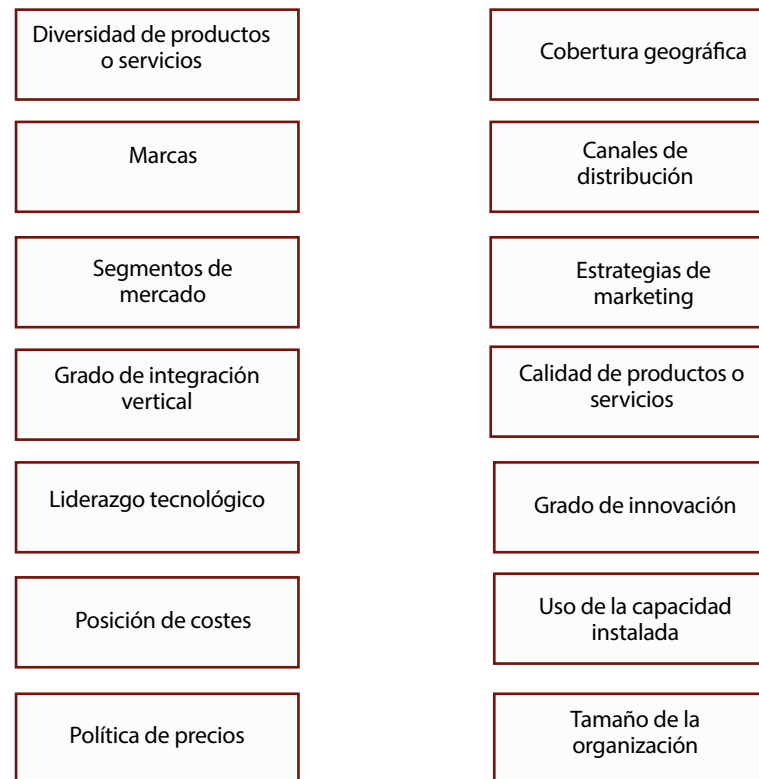 Diversidad de productos
o servicios
Cobertura geográfica
Marcas
Canales de
distribución
Segmentos de
mercado
Estrategias de
marketing
Grado de integración
vertical
Calidad de productos o
servicios
Liderazgo tecnológico
Grado de innovación
Posición de costes
Uso de la capacidad
instalada
Política de precios
Tamaño de la
organización